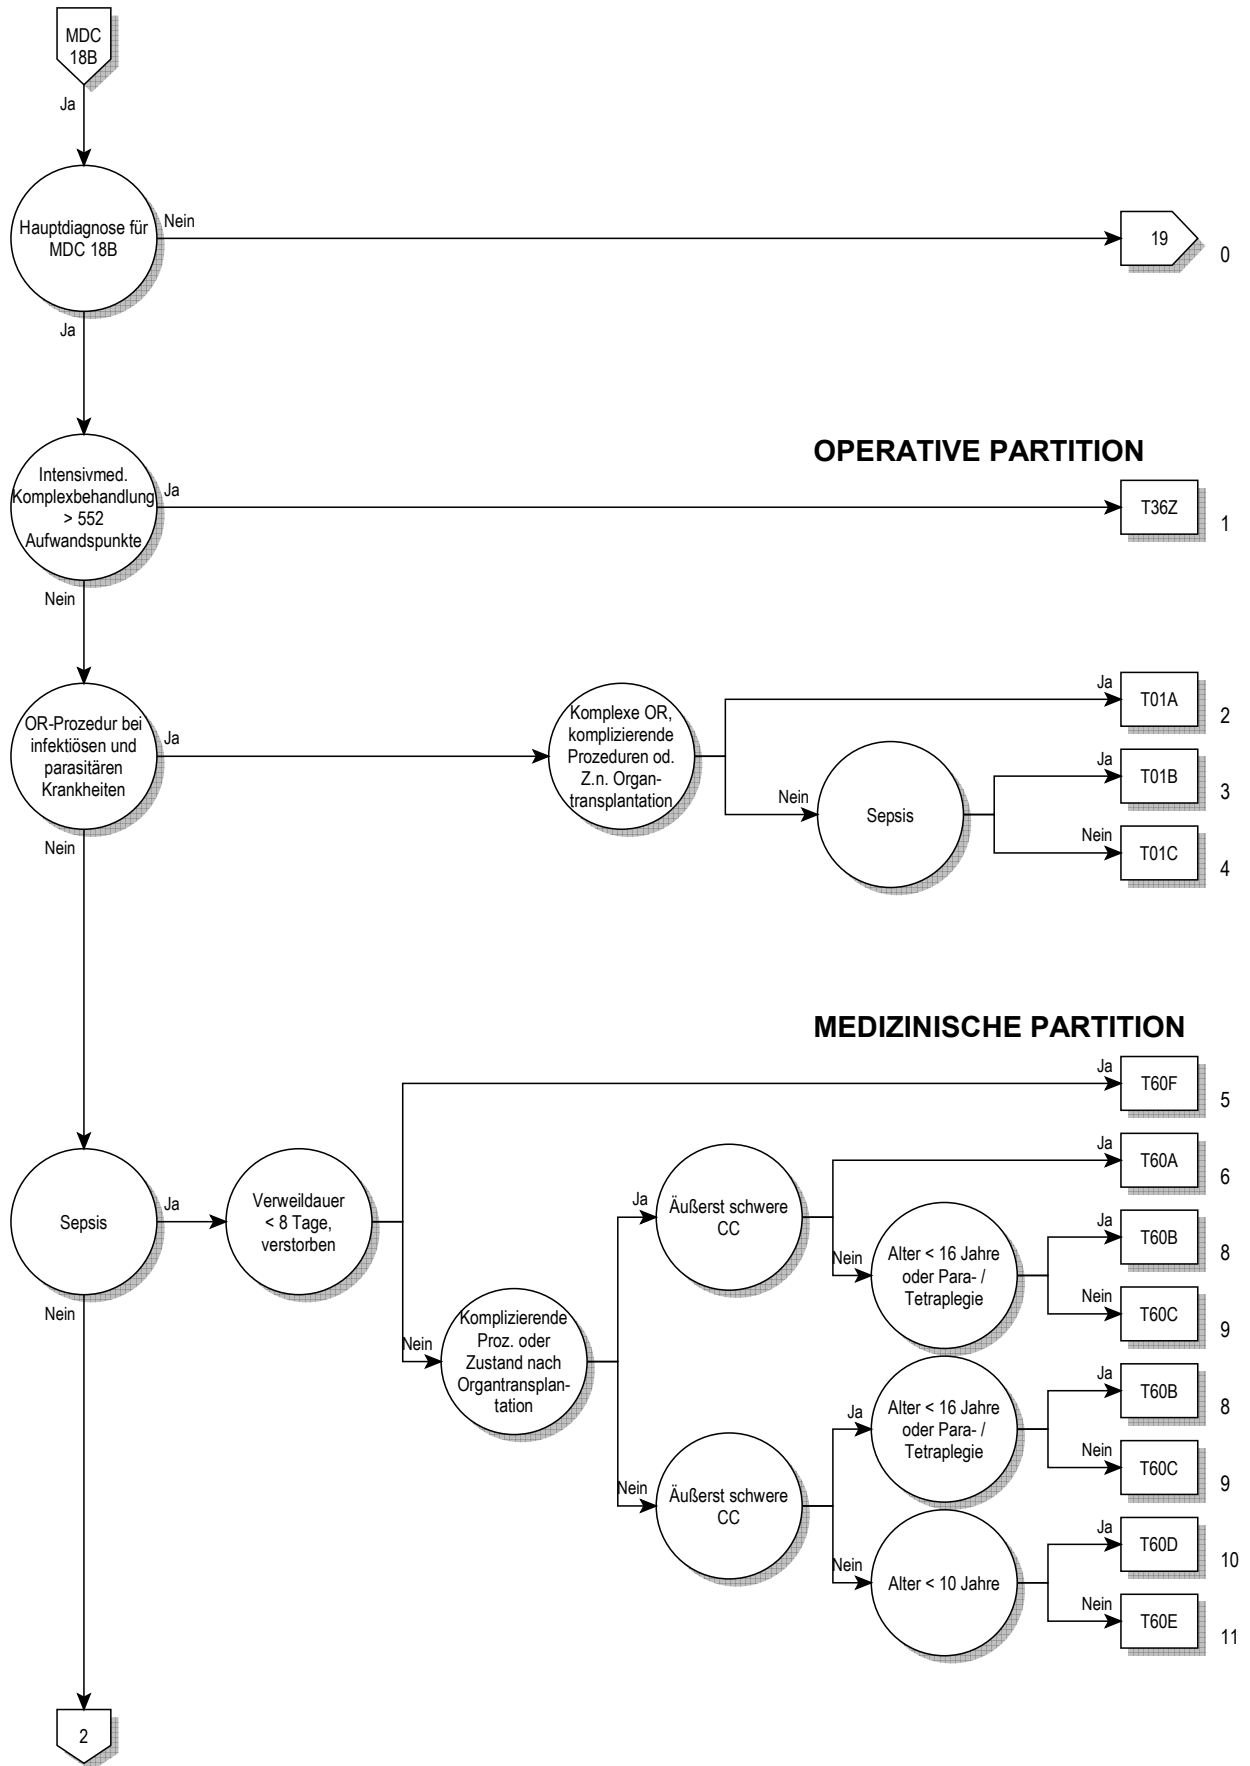 MDC
18B
Ja
Hauptdiagnose für
MDC 18B
Nein
19
0
Ja
OPERATIVE PARTITION
Intensivmed.
Komplexbehandlung
> 552
Aufwandspunkte
Ja
T36Z
1
Nein
OR-Prozedur bei
infektiösen und
parasitären
Krankheiten
Ja
Komplexe OR,
komplizierende
Prozeduren od.
Z.n. Organ-
transplantation
Ja
T01A
2
Nein
Sepsis
Ja
T01B
3
Nein
T01C
4
Nein
MEDIZINISCHE PARTITION
Sepsis
Ja
Verweildauer
< 8 Tage,
verstorben
Ja
T60F
5
Nein
Komplizierende
Proz. oder
Zustand nach
Organtransplan-
tation
Ja
Äußerst schwere
CC
Ja
T60A
6
Nein
Alter < 16 Jahre
oder Para- /
Tetraplegie
Ja
T60B
8
Nein
T60C
9
Nein
Äußerst schwere
CC
Ja
Alter < 16 Jahre
oder Para- /
Tetraplegie
Ja
T60B
8
Nein
T60C
9
Nein
Alter < 10 Jahre
Ja
T60D
10
Nein
T60E
11
Nein
2